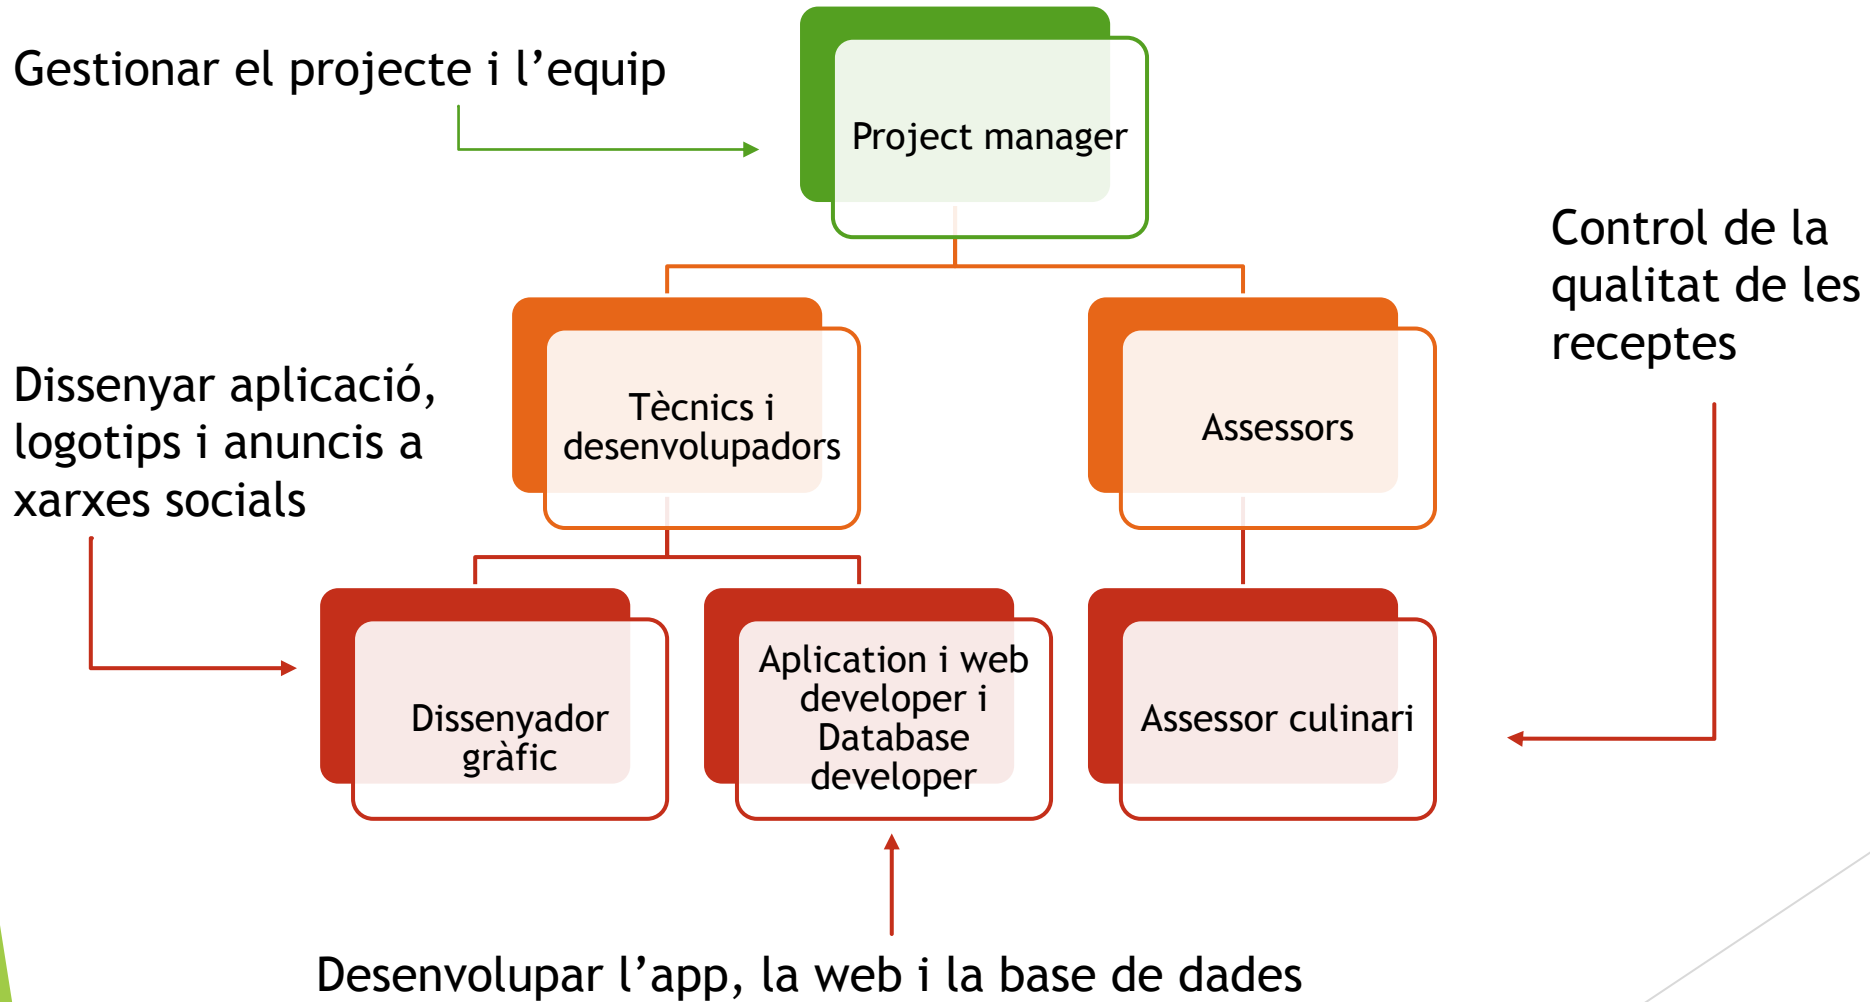 Gestionar el projecte i l’equip
Project manager
Control de la
qualitat de les
receptes
Dissenyar aplicació,
logotips i anuncis a
xarxes socials
Tècnics i
desenvolupadors
Assessors
Dissenyador
gràfic
Aplication i web
developer i
Database
developer
Assessor culinari
Desenvolupar l’app, la web i la base de dades